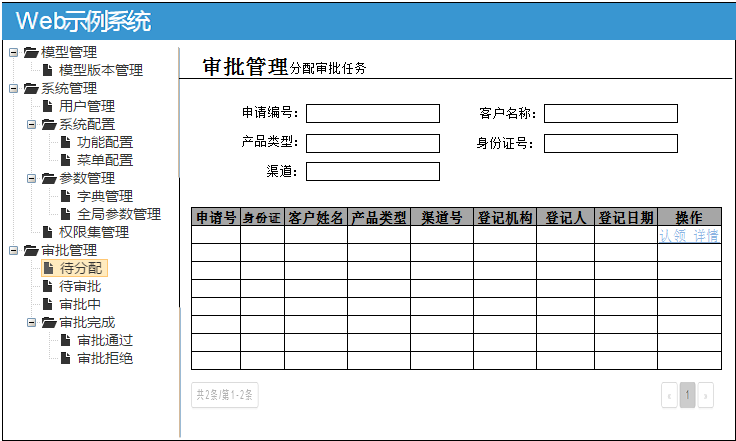 Web示例系统
模型管理
模型版本管理
系统管理
用户管理
系统配置
功能配置
菜单配置
参数管理
字典管理
全局参数管理
权限集管理
审批管理
待分配
待审批
审批中
审批完成
审批通过
审批拒绝
审批管理分配审批任务
申请编号： 客户名称：
产品类型： 身份证号：
渠道：
申请号 身份证 客户姓名 产品类型 渠道号 登记机构 登记人 登记日期 操作
认领 详情
共2条/第1-2条 « 1 »